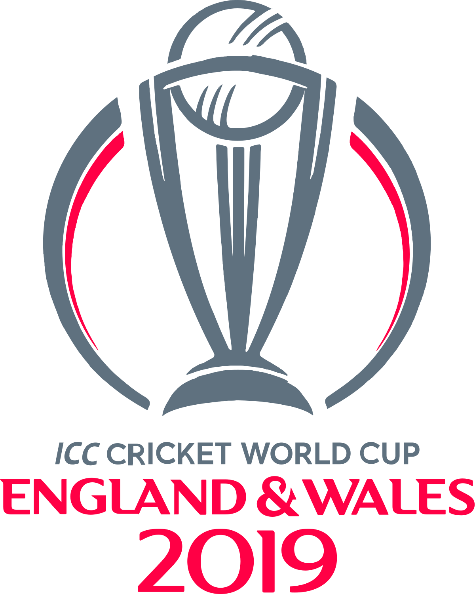 ICC CRICKET WORLD CUP
ENGLAND & WALES
2019